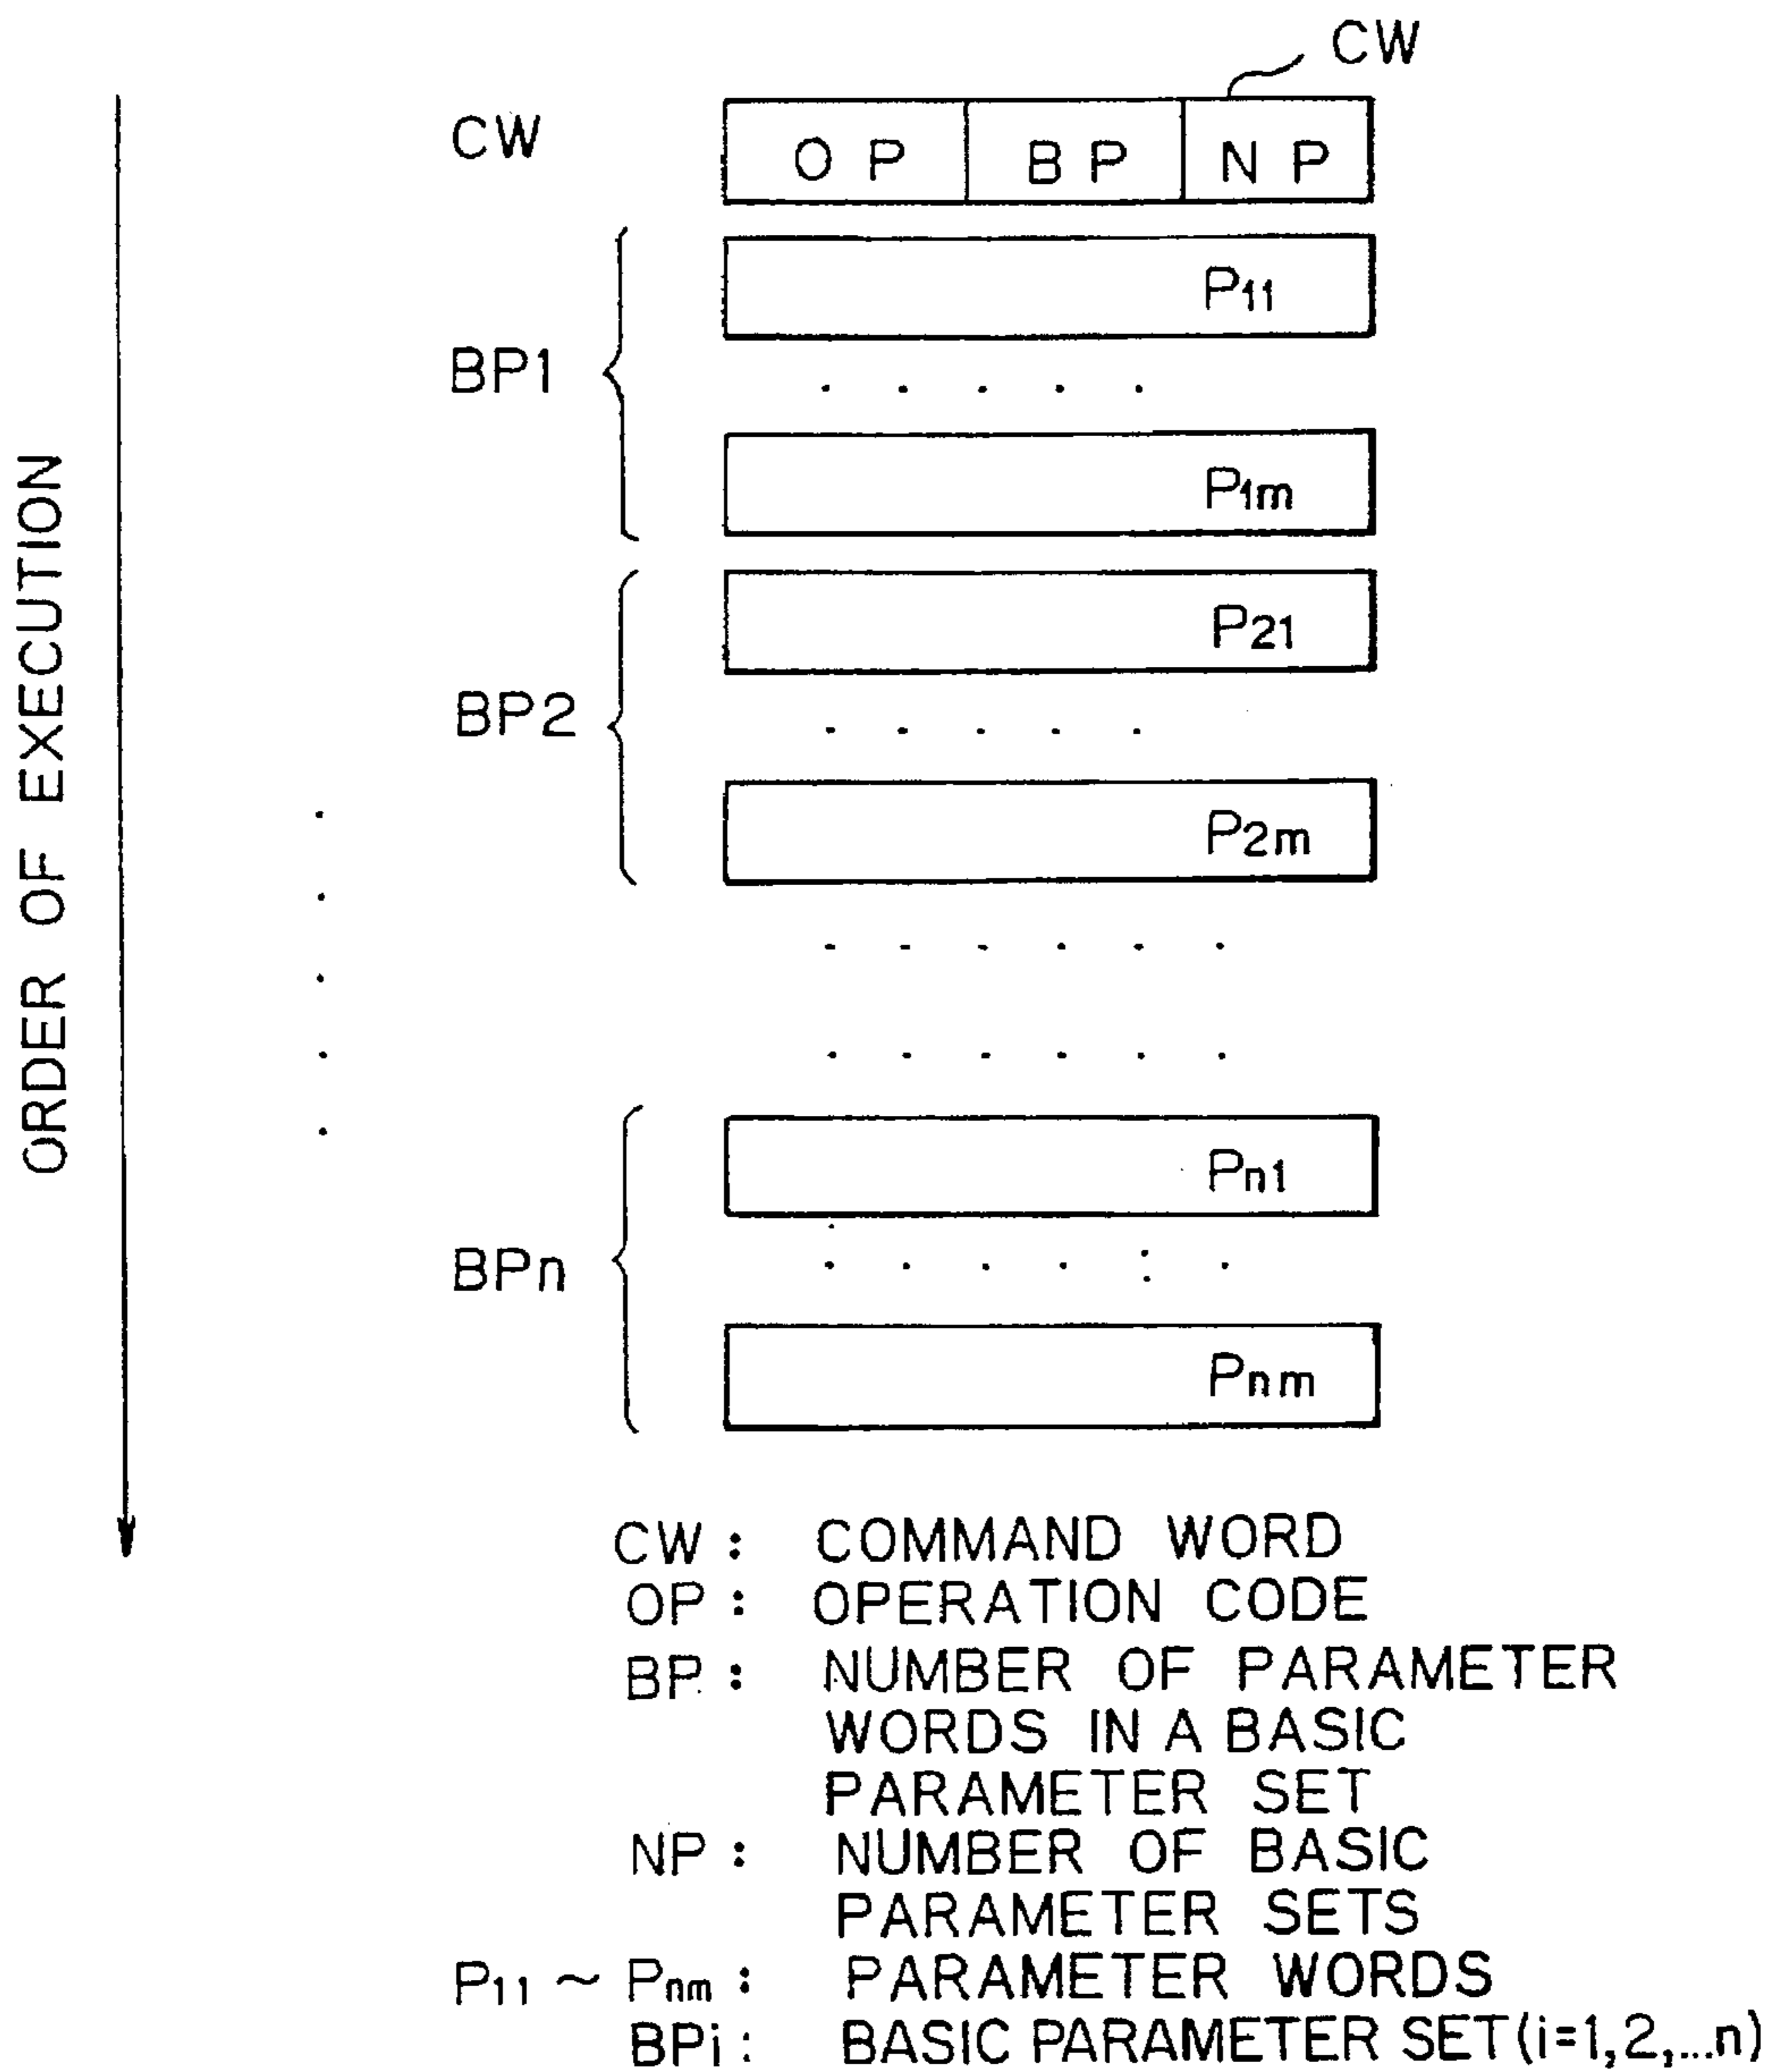 CW
CW
O P B P N P
P11
BP1
P1m
P21
BP2
P2m
ORDER OF EXECUTION
Pn1
BPn
Pnm
CW : COMMAND WORD
OP : OPERATION CODE
BP : NUMBER OF PARAMETER
WORDS IN A BASIC
PARAMETER SET
NP : NUMBER OF BASIC
PARAMETER SETS
P11 ~ Pnm : PARAMETER WORDS
BPi : BASIC PARAMETER SET (i=1,2,...n)